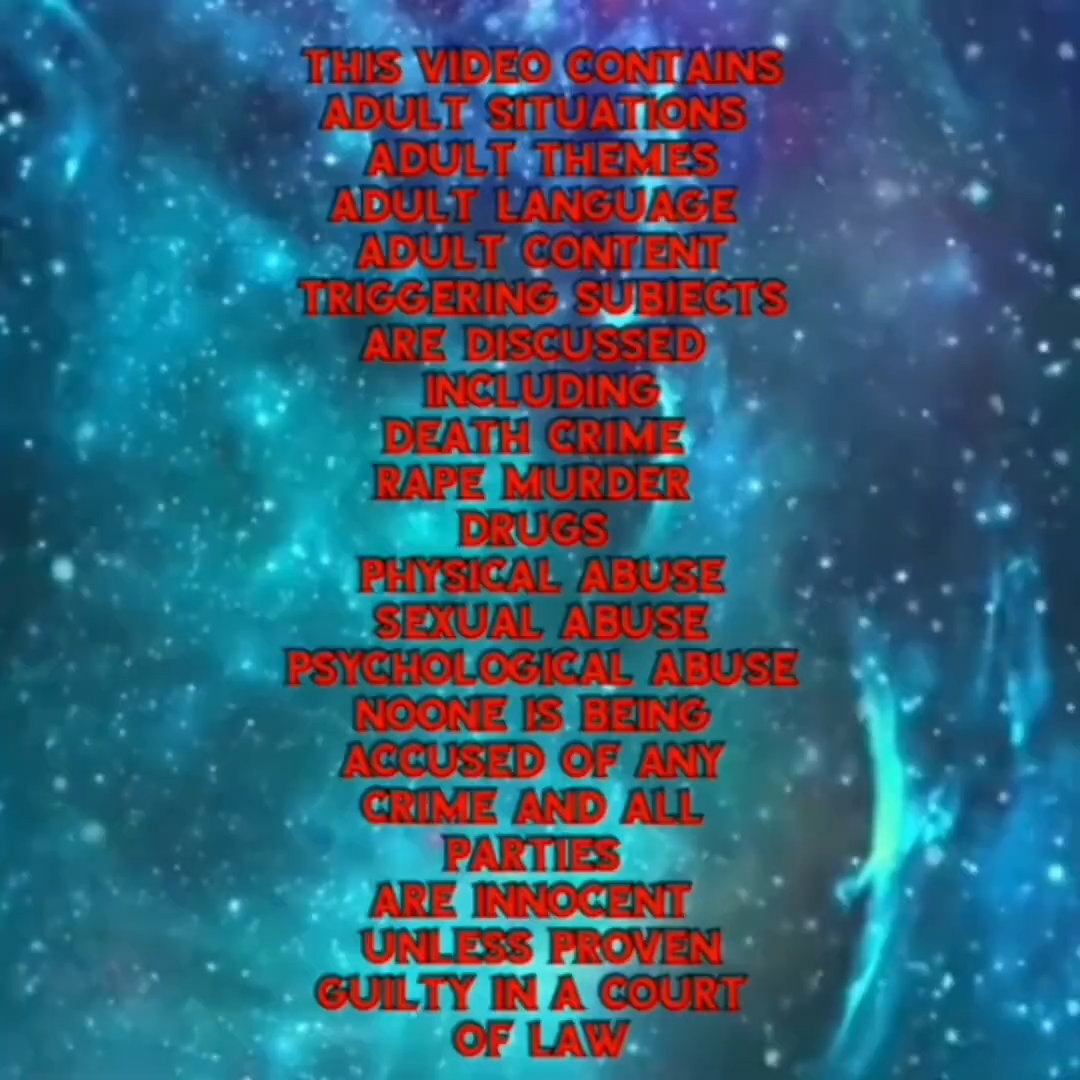 THIS VIDEO CONTAINS
ADULT SITUATIONS
ADULT THEMES
ADULT LANGUAGE
ADULT CONTENT
TRIGGERING SUBJECTS
ARE DISCUSSED
INCLUDING
DEATH CRIME
RAPE MURDER
DRUGS
PHYSICAL ABUSE
SEXUAL ABUSE
PSYCHOLOGICAL ABUSE
NOONE IS BEING
ACCUSED OF ANY
CRIME AND ALL
PARTIES
ARE INNOCENT
UNLESS PROVEN
GUILTY IN A COURT
OF LAW